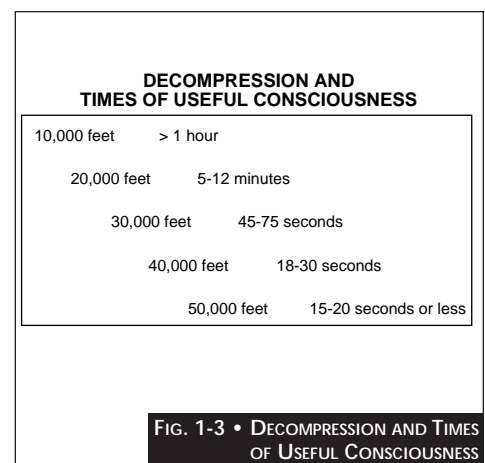 DECOMPRESSION AND
TIMES OF USEFUL CONSCIOUSNESS
10,000 feet > 1 hour
20,000 feet 5-12 minutes
30,000 feet 45-75 seconds
40,000 feet 18-30 seconds
50,000 feet 15-20 seconds or less
FIG. 1-3 • DECOMPRESSION AND TIMES
OF USEFUL CONSCIOUSNESS